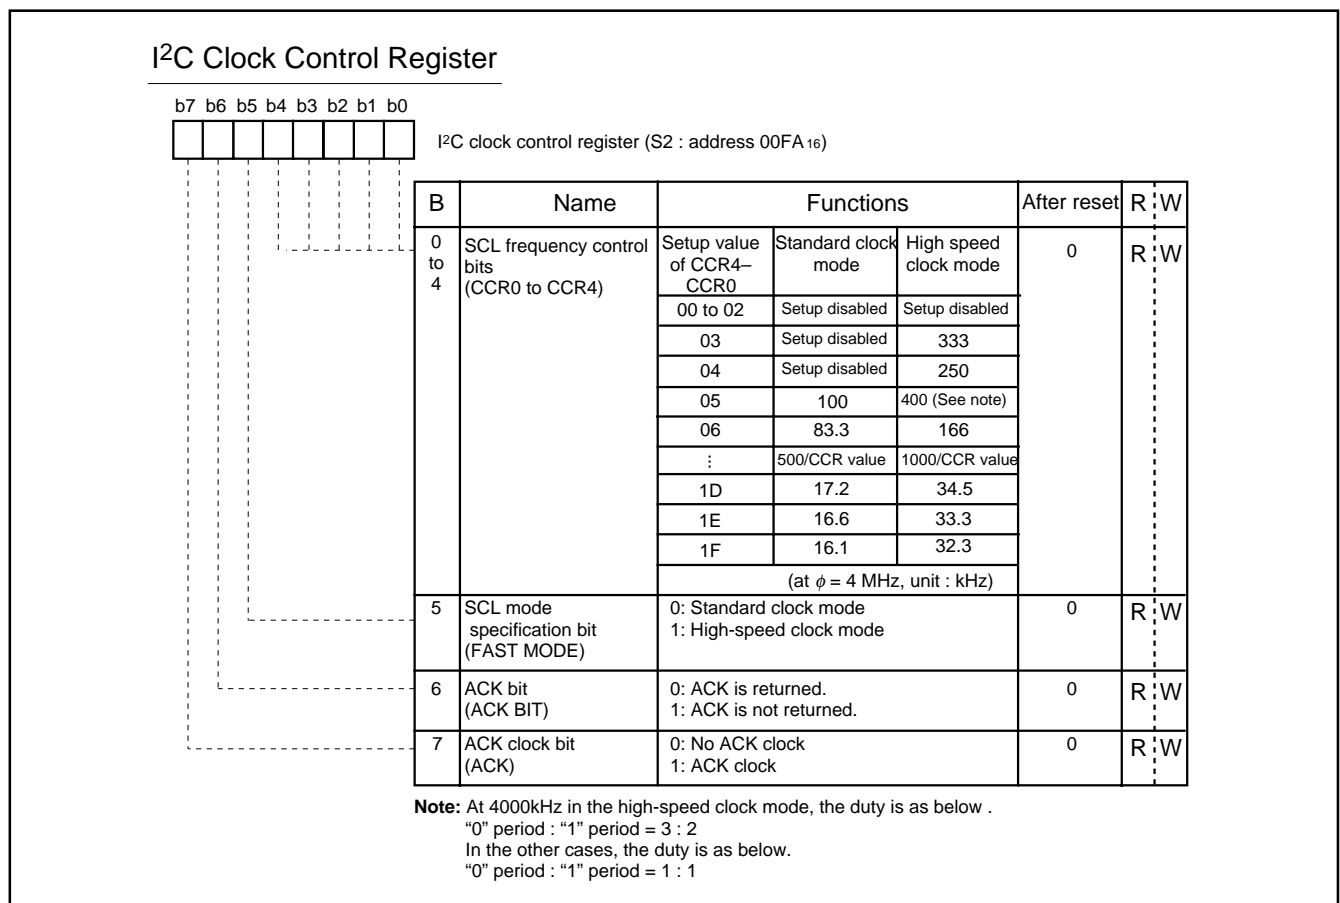 I2C Clock Control Register
b7 b6 b5 b4 b3 b2 b1 b0
I2C clock control register (S2 : address 00FA16)
B Name Functions After reset R W
0 to 4 SCL frequency control bits (CCR0 to CCR4) 0 R W
Setup value of CCR4–CCR0 Standard clock mode High speed clock mode
00 to 02 Setup disabled Setup disabled
03 Setup disabled 333
04 Setup disabled 250
05 100 400 (See note)
06 83.3 166
⋮ 500/CCR value 1000/CCR value
1D 17.2 34.5
1E 16.6 33.3
1F 16.1 32.3
(at ϕ = 4 MHz, unit : kHz)
5 SCL mode specification bit (FAST MODE) 0: Standard clock mode 0 R W
1: High-speed clock mode
6 ACK bit (ACK BIT) 0: ACK is returned. 0 R W
1: ACK is not returned.
7 ACK clock bit (ACK) 0: No ACK clock 0 R W
1: ACK clock
Note: At 4000kHz in the high-speed clock mode, the duty is as below .
“0” period : “1” period = 3 : 2
In the other cases, the duty is as below.
“0” period : “1” period = 1 : 1